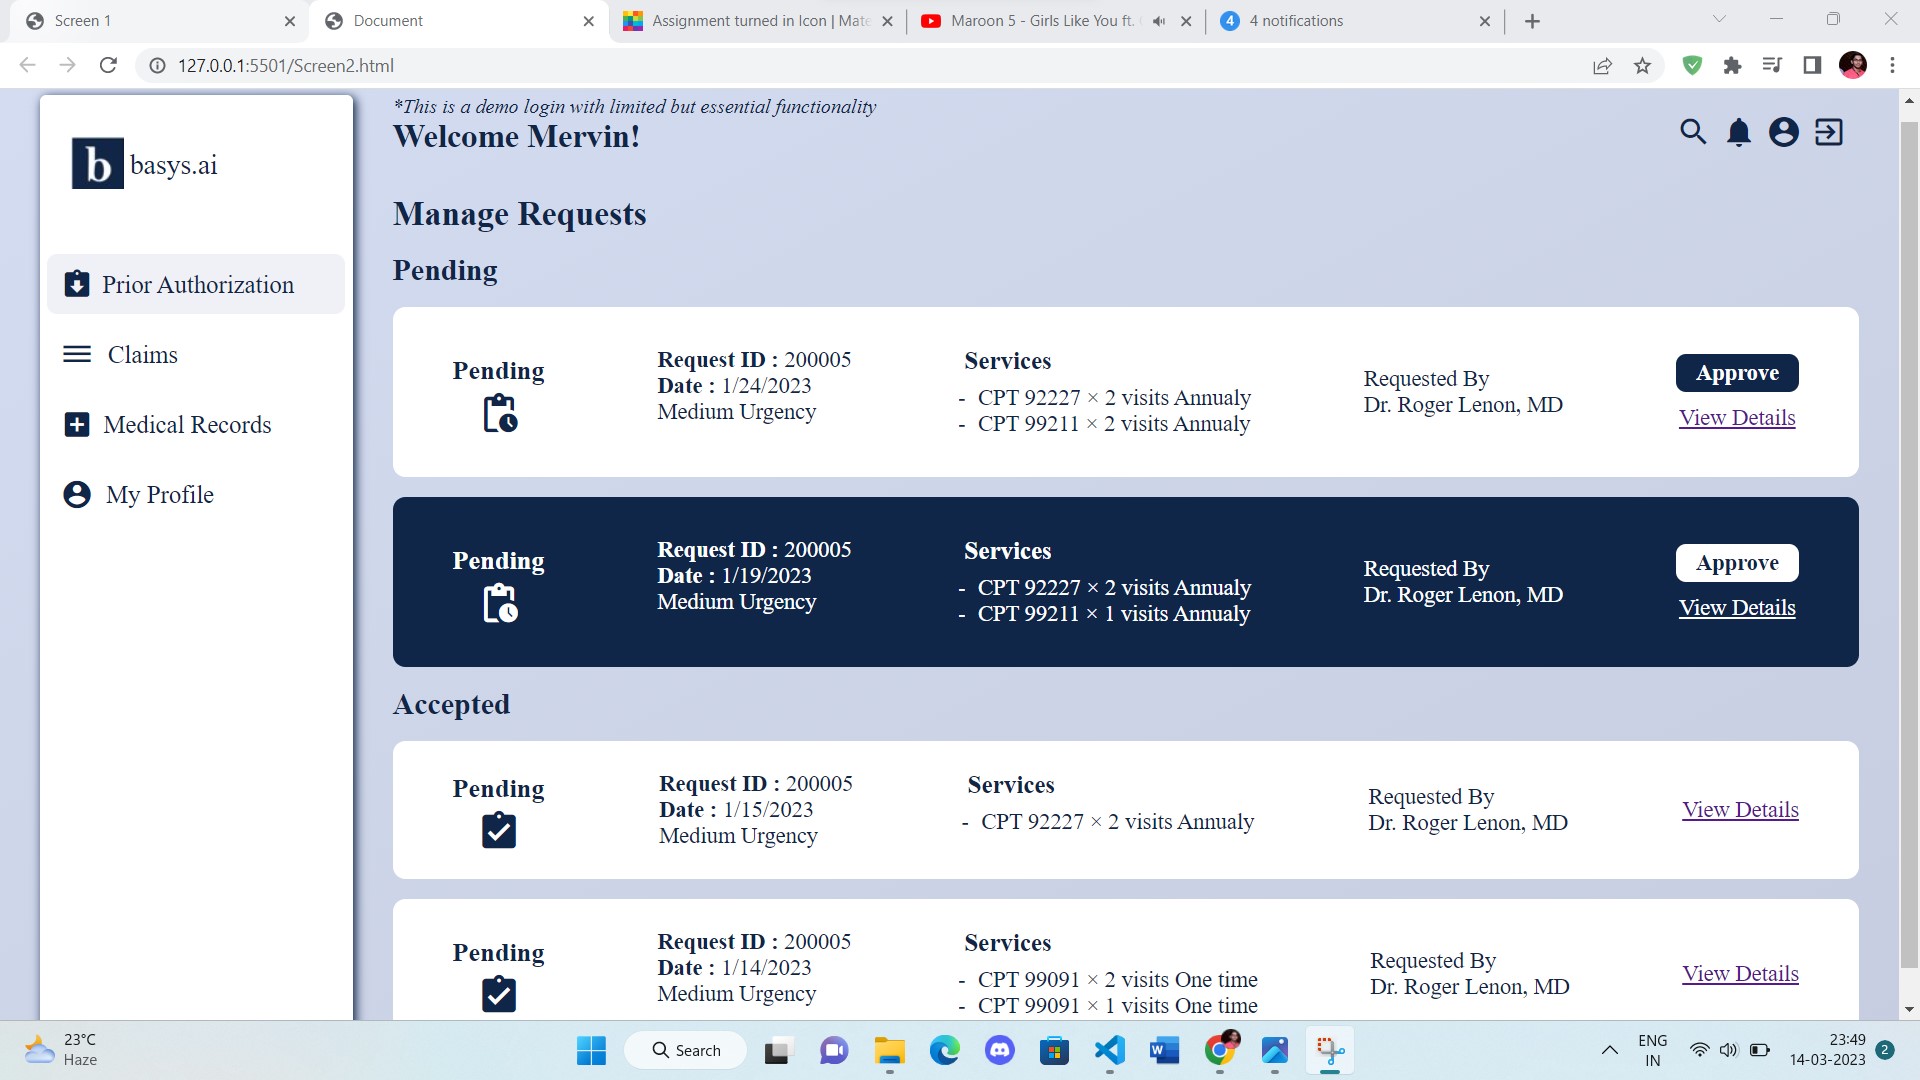 Screen 1
Document
Assignment turned in Icon | Mate
Maroon 5 - Girls Like You ft.
4
4 notifications
127.0.0.1:5501/Screen2.html
b basys.ai
Prior Authorization
Claims
Medical Records
My Profile
*This is a demo login with limited but essential functionality
Welcome Mervin!
Manage Requests
Pending
Pending
Request ID : 200005
Date : 1/24/2023
Medium Urgency
Services
- CPT 92227 × 2 visits Annualy
- CPT 99211 × 2 visits Annualy
Requested By
Dr. Roger Lenon, MD
Approve
View Details
Pending
Request ID : 200005
Date : 1/19/2023
Medium Urgency
Services
- CPT 92227 × 2 visits Annualy
- CPT 99211 × 1 visits Annualy
Requested By
Dr. Roger Lenon, MD
Approve
View Details
Accepted
Pending
Request ID : 200005
Date : 1/15/2023
Medium Urgency
Services
- CPT 92227 × 2 visits Annualy
Requested By
Dr. Roger Lenon, MD
View Details
Pending
Request ID : 200005
Date : 1/14/2023
Medium Urgency
Services
- CPT 99091 × 2 visits One time
- CPT 99091 × 1 visits One time
Requested By
Dr. Roger Lenon, MD
View Details
23°C
Haze
Search
W
ENG
IN
23:49
14-03-2023
2